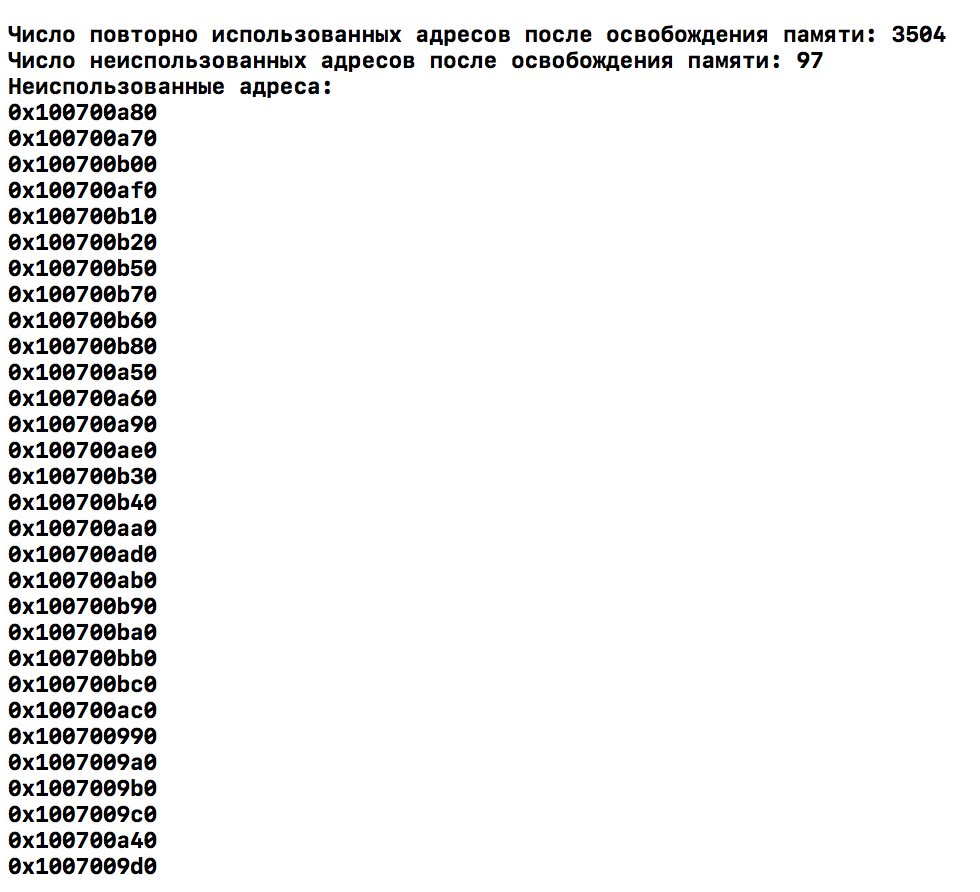 Число повторно использованных адресов после освобождения памяти: 3504
Число неиспользованных адресов после освобождения памяти: 97
Неиспользованные адреса:
0x100700a80
0x100700a70
0x100700b00
0x100700af0
0x100700b10
0x100700b20
0x100700b50
0x100700b70
0x100700b60
0x100700b80
0x100700a50
0x100700a60
0x100700a90
0x100700ae0
0x100700b30
0x100700b40
0x100700aa0
0x100700ad0
0x100700ab0
0x100700b90
0x100700ba0
0x100700bb0
0x100700bc0
0x100700ac0
0x100700990
0x1007009a0
0x1007009b0
0x1007009c0
0x100700a40
0x1007009d0